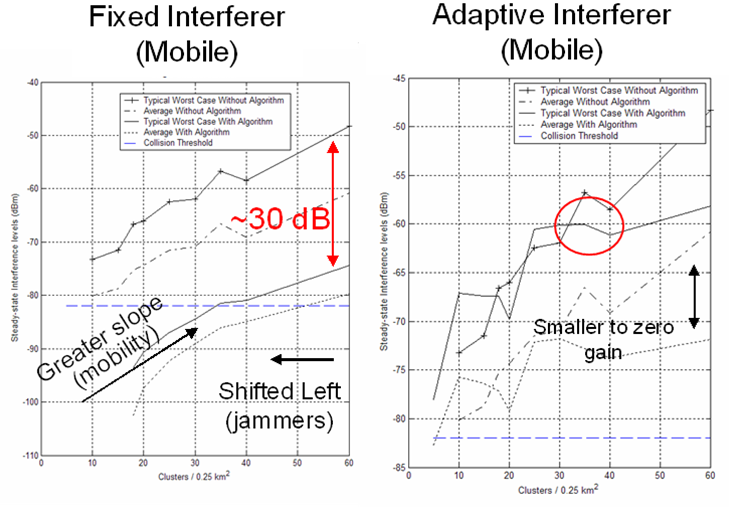 Fixed Interferer
(Mobile)
Adaptive Interferer
(Mobile)
-40
-50
-60
-70
-80
-90
-100
-110
Steady-state Interference levels (dBm)
Typical Worst Case Without Algorithm
Average Without Algorithm
Typical Worst Case With Algorithm
Average With Algorithm
Collision Threshold
~30 dB
Greater slope
(mobility)
Shifted Left
(jammers)
0
10
20
30
40
50
60
Clusters / 0.25 km²
-45
-50
-55
-60
-65
-70
-75
-80
-85
Steady-state Interference levels (dBm)
Typical Worst Case Without Algorithm
Average Without Algorithm
Typical Worst Case With Algorithm
Average With Algorithm
Collision Threshold
Smaller to zero
gain
0
10
20
30
40
50
60
Clusters / 0.25 km²